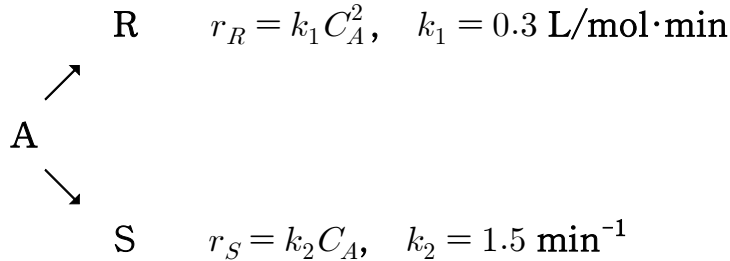 R r_R = k_1 C_A^2, k_1 = 0.3 L/mol·min
A
S r_S = k_2 C_A, k_2 = 1.5 min^-1